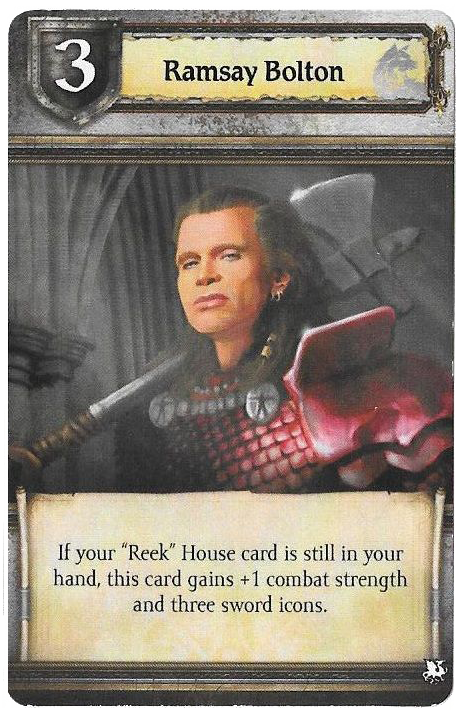 3
Ramsay Bolton
If your “Reek” House card is still in your
hand, this card gains +1 combat strength
and three sword icons.